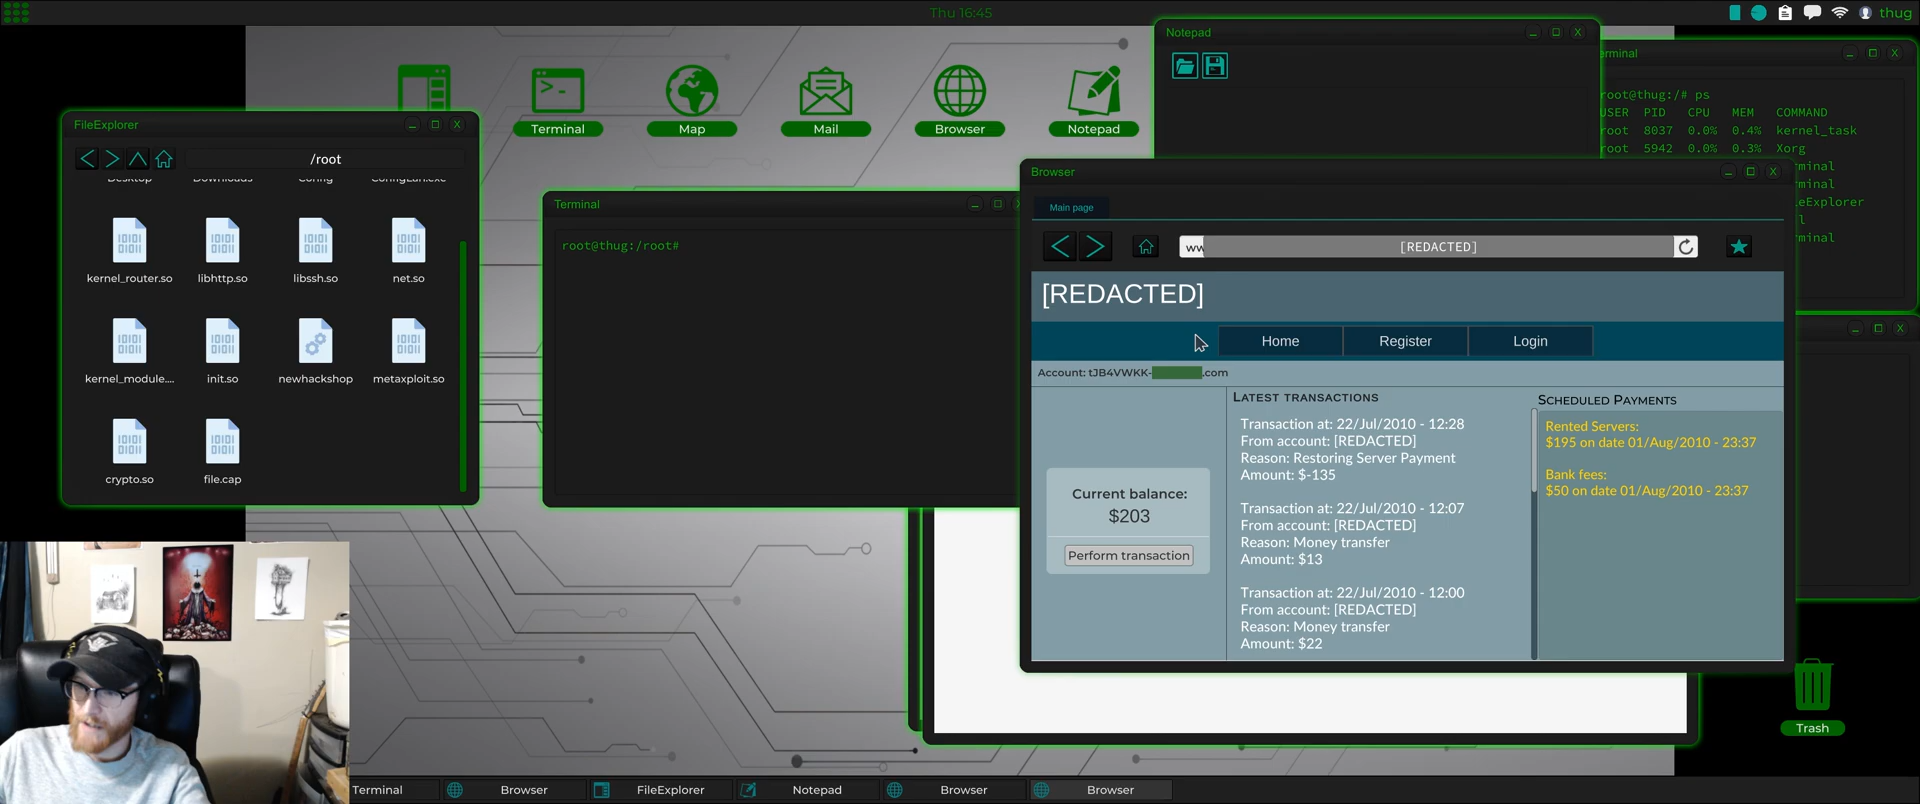 Thu 16:45
thug
Terminal
Map
Mail
Browser
Notepad
FileExplorer
/root
kernel_router.so
libhttp.so
libssh.so
net.so
kernel_module....
init.so
newhackshop
metaxploit.so
crypto.so
file.cap
Terminal
root@thug:/root#
Notepad
root@thug:/# ps
USER PID CPU MEM COMMAND
root 8037 0.0% 0.4% kernel_task
root 5942 0.0% 0.3% Xorg
Browser
Main page
[REDACTED]
[REDACTED]
Home
Register
Login
Account: tJB4VWKK- .com
Current balance:
$203
Perform transaction
LATEST TRANSACTIONS
Transaction at: 22/Jul/2010 - 12:28
From account: [REDACTED]
Reason: Restoring Server Payment
Amount: $-135
Transaction at: 22/Jul/2010 - 12:07
From account: [REDACTED]
Reason: Money transfer
Amount: $13
Transaction at: 22/Jul/2010 - 12:00
From account: [REDACTED]
Reason: Money transfer
Amount: $22
SCHEDULED PAYMENTS
Rented Servers:
$195 on date 01/Aug/2010 - 23:37
Bank fees:
$50 on date 01/Aug/2010 - 23:37
Trash
Terminal
Browser
FileExplorer
Notepad
Browser
Browser